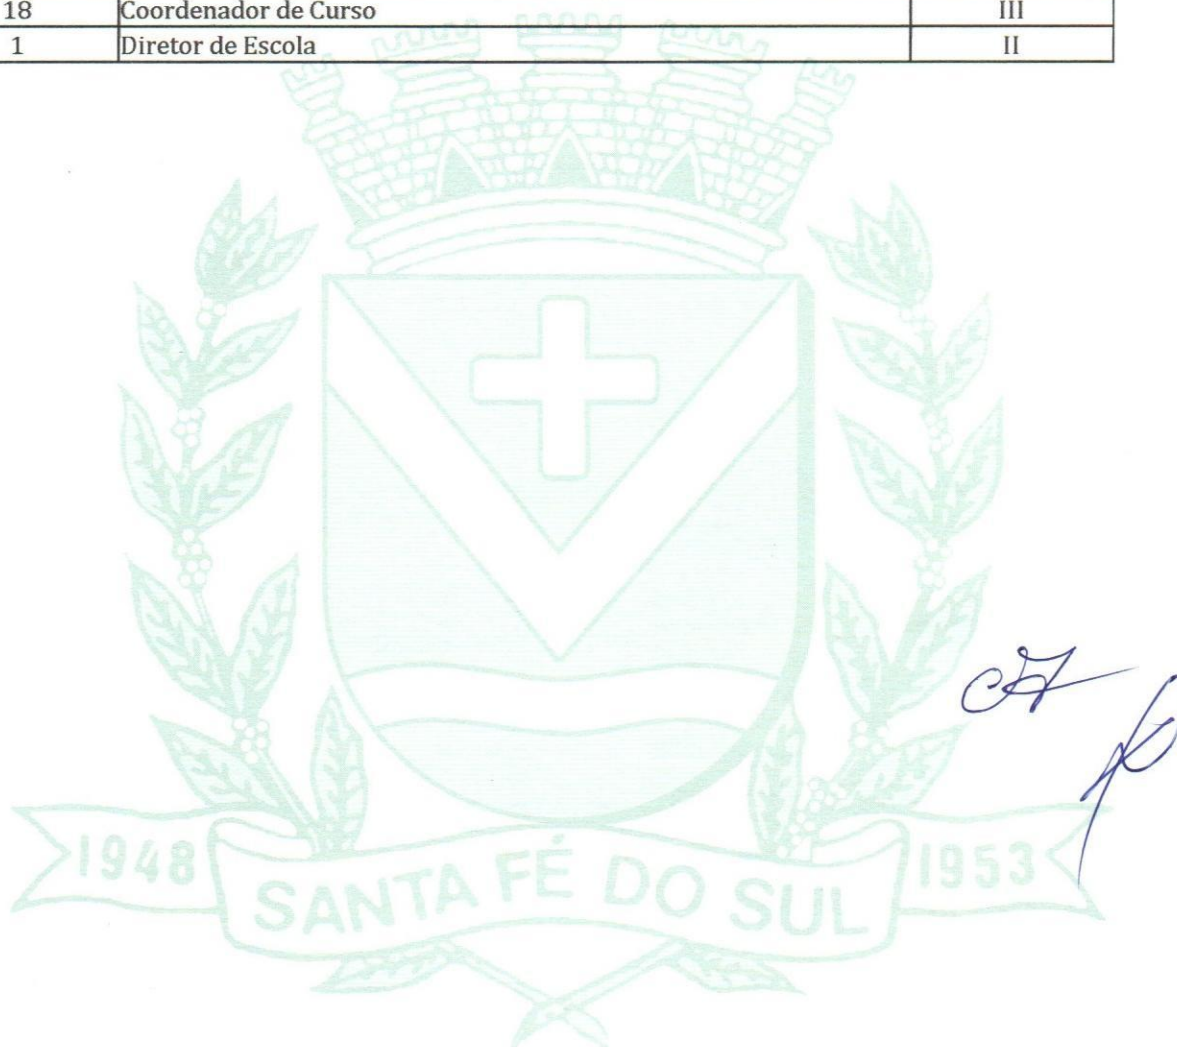 18 Coordenador de Curso III
1 Diretor de Escola II
1948 SANTA FÉ DO SUL 1953